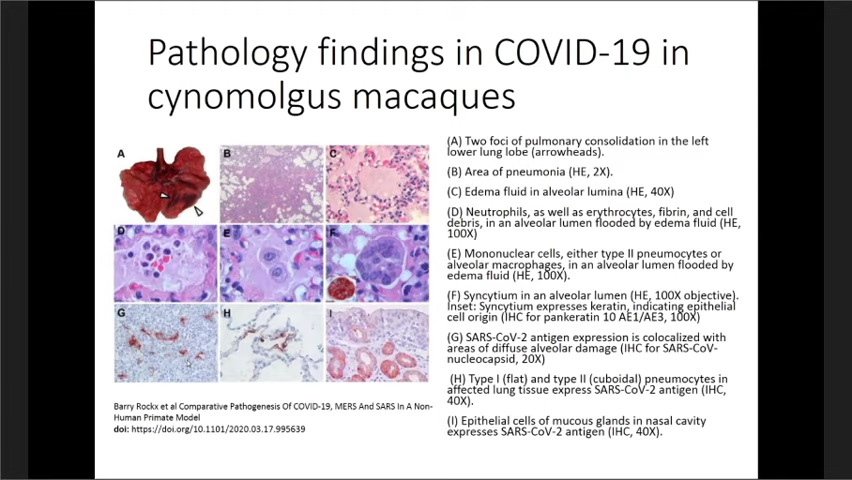 Pathology findings in COVID-19 in
cynomolgus macaques
A
B
C
D
E
F
G
H
I
(A) Two foci of pulmonary consolidation in the left
lower lung lobe (arrowheads).
(B) Area of pneumonia (HE, 2X).
(C) Edema fluid in alveolar lumina (HE, 40X)
(D) Neutrophils, as well as erythrocytes, fibrin, and cell
debris, in an alveolar lumen flooded by edema fluid (HE,
100X)
(E) Mononuclear cells, either type II pneumocytes or
alveolar macrophages, in an alveolar lumen flooded by
edema fluid (HE, 100X).
(F) Syncytium in an alveolar lumen (HE, 100X objective).
Inset: Syncytium expresses keratin, indicating epithelial
cell origin (IHC for pankeratin 10 AE1/AE3, 100X)
(G) SARS-CoV-2 antigen expression is colocalized with
areas of diffuse alveolar damage (IHC for SARS-CoV-
nucleocapsid, 20X)
(H) Type I (flat) and type II (cuboidal) pneumocytes in
affected lung tissue express SARS-CoV-2 antigen (IHC,
40X).
(I) Epithelial cells of mucous glands in nasal cavity
expresses SARS-CoV-2 antigen (IHC, 40X).
Barry Rockx et al Comparative Pathogenesis Of COVID-19, MERS And SARS In A Non-
Human Primate Model
doi: https://doi.org/10.1101/2020.03.17.995639